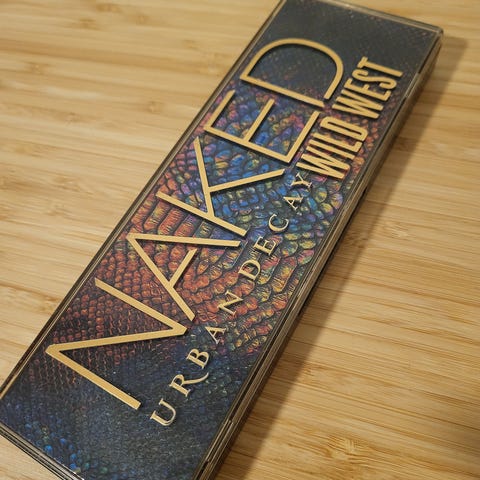 NAKED
WILD WEST
URBAN DECAY